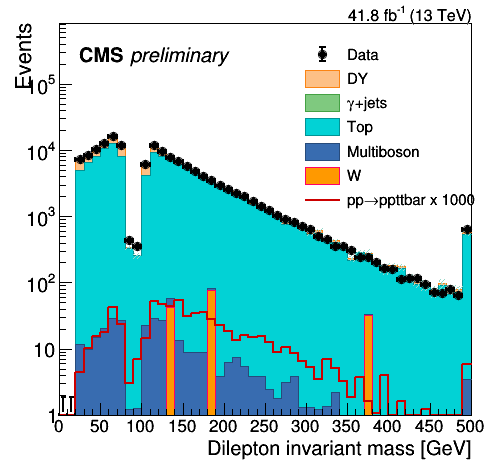 41.8 fb⁻¹ (13 TeV)
Events
CMS preliminary
Data
DY
γ+jets
Top
Multiboson
W
pp→ppttbar x 1000
10⁵
10⁴
10³
10²
10
1
0 50 100 150 200 250 300 350 400 450 500
Dilepton invariant mass [GeV]